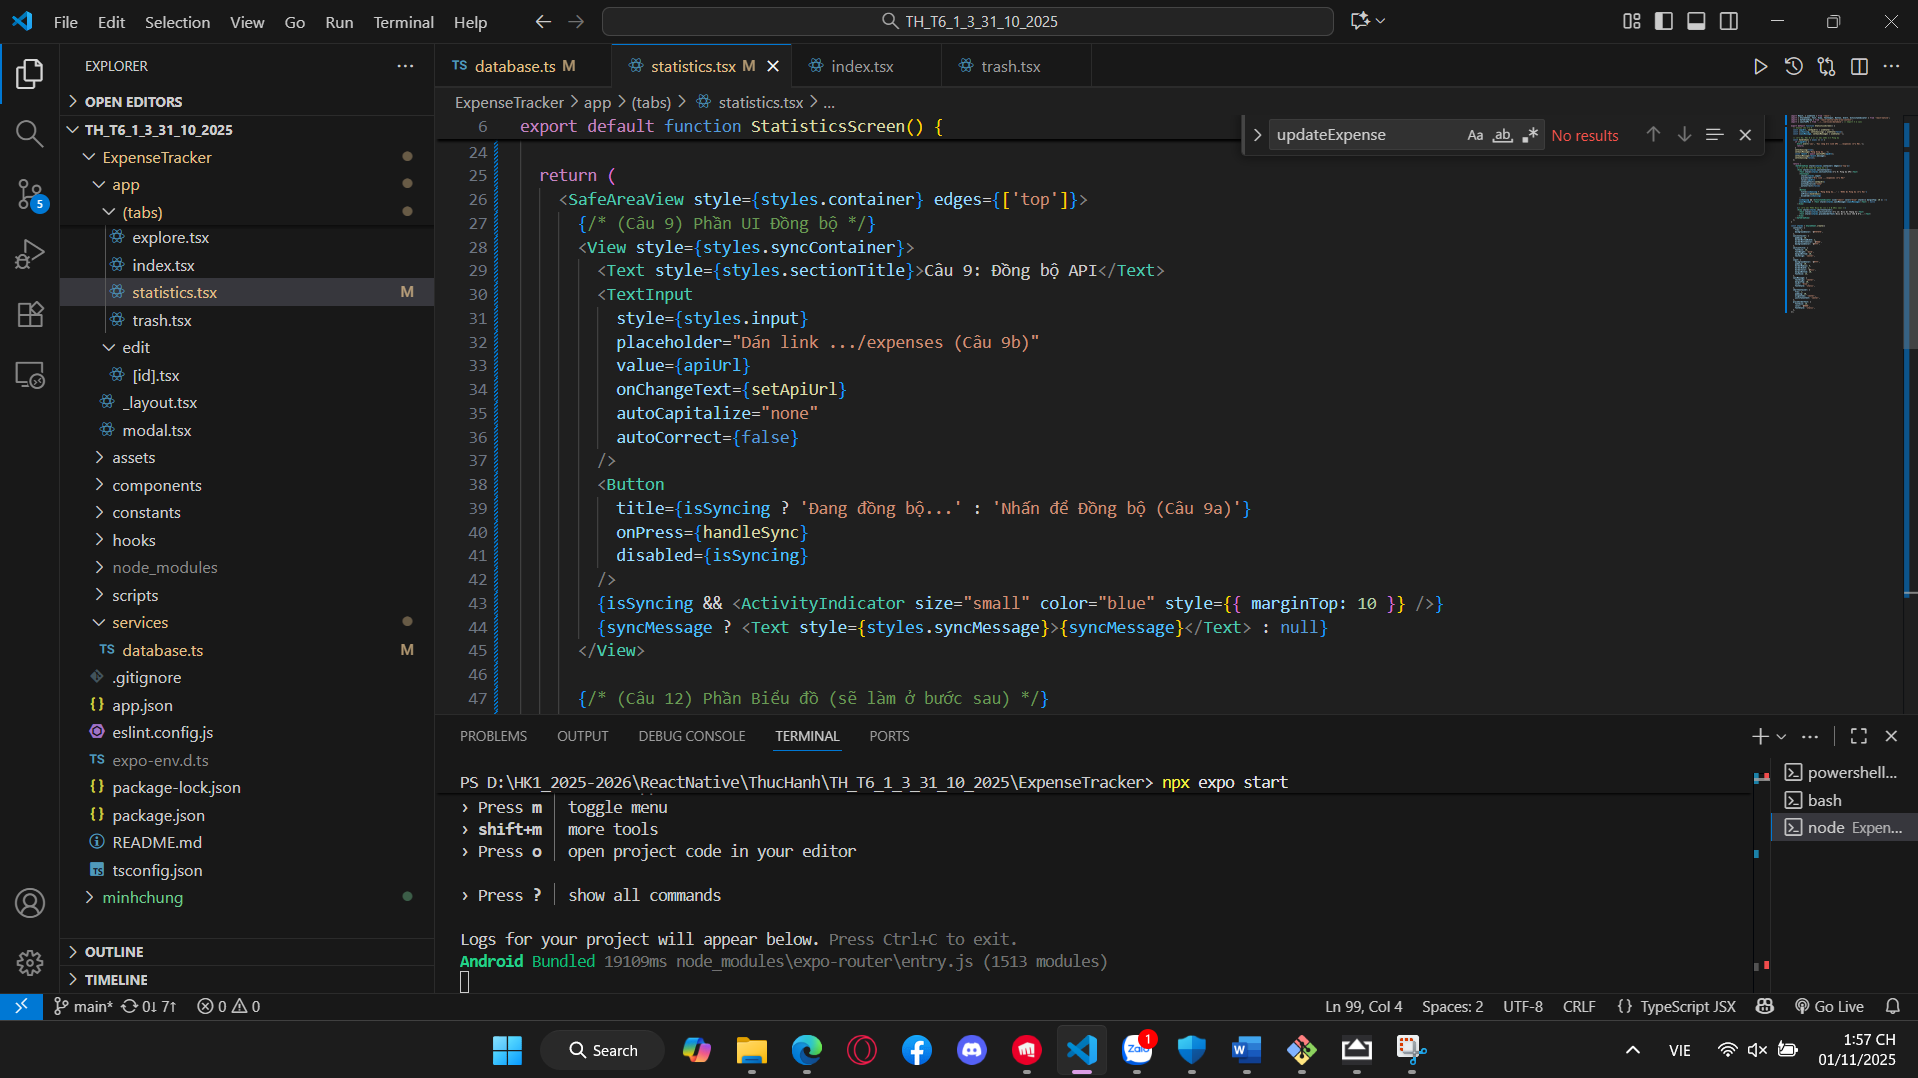 File Edit Selection View Go Run Terminal Help
TH_T6_1_3_31_10_2025
EXPLORER
OPEN EDITORS
TH_T6_1_3_31_10_2025
ExpenseTracker
app
(tabs)
explore.tsx
index.tsx
statistics.tsx M
trash.tsx
edit
[id].tsx
_layout.tsx
modal.tsx
assets
components
constants
hooks
node_modules
scripts
services
TS database.ts M
.gitignore
{} app.json
eslint.config.js
TS expo-env.d.ts
{} package-lock.json
{} package.json
README.md
tsconfig.json
minhchung
OUTLINE
TIMELINE
5
TS database.ts M
statistics.tsx M
index.tsx
trash.tsx
ExpenseTracker > app > (tabs) > statistics.tsx > ...
updateExpense
Aa ab .*
No results
6 export default function StatisticsScreen() {
24
25 return (
26 <SafeAreaView style={styles.container} edges={['top']}>
27 {/* (Câu 9) Phần UI Đồng bộ */}
28 <View style={styles.syncContainer}>
29 <Text style={styles.sectionTitle}>Câu 9: Đồng bộ API</Text>
30 <TextInput
31 style={styles.input}
32 placeholder="Dán link .../expenses (Câu 9b)"
33 value={apiUrl}
34 onChangeText={setApiUrl}
35 autoCapitalize="none"
36 autoCorrect={false}
37 />
38 <Button
39 title={isSyncing ? 'Đang đồng bộ...' : 'Nhấn để Đồng bộ (Câu 9a)'}
40 onPress={handleSync}
41 disabled={isSyncing}
42 />
43 {isSyncing && <ActivityIndicator size="small" color="blue" style={{ marginTop: 10 }} />}
44 {syncMessage ? <Text style={styles.syncMessage}>{syncMessage}</Text> : null}
45 </View>
46
47 {/* (Câu 12) Phần Biểu đồ (sẽ làm ở bước sau) */}
PROBLEMS OUTPUT DEBUG CONSOLE TERMINAL PORTS
PS D:\HK1_2025-2026\ReactNative\ThucHanh\TH_T6_1_3_31_10_2025\ExpenseTracker> npx expo start
› Press m │ toggle menu
› shift+m │ more tools
› Press o │ open project code in your editor
› Press ? │ show all commands
Logs for your project will appear below. Press Ctrl+C to exit.
Android Bundled 19109ms node_modules\expo-router\entry.js (1513 modules)
powershell...
bash
node Expen...
main* 0↓ 7↑ 0 0
Ln 99, Col 4 Spaces: 2 UTF-8 CRLF {} TypeScript JSX Go Live
Search
Zalo
1
VIE
1:57 CH
01/11/2025